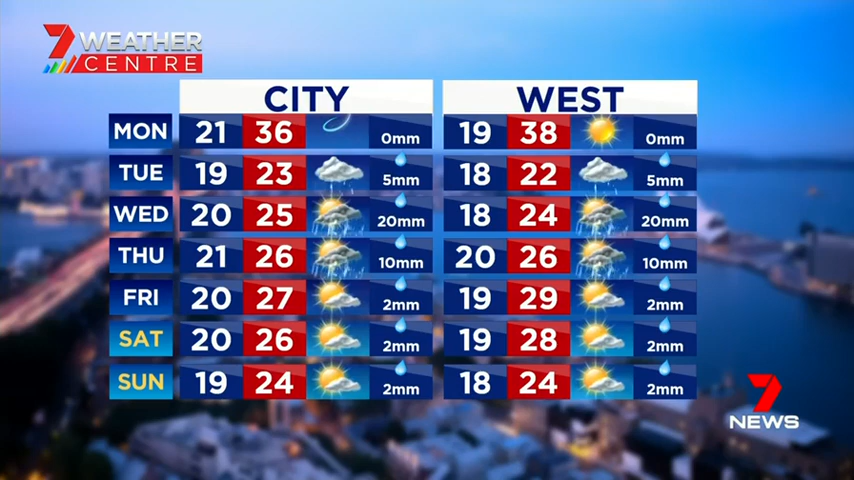 7 WEATHER
CENTRE
CITY WEST
MON 21 36 0mm 19 38 0mm
TUE 19 23 5mm 18 22 5mm
WED 20 25 20mm 18 24 20mm
THU 21 26 10mm 20 26 10mm
FRI 20 27 2mm 19 29 2mm
SAT 20 26 2mm 19 28 2mm
SUN 19 24 2mm 18 24 2mm
7
NEWS